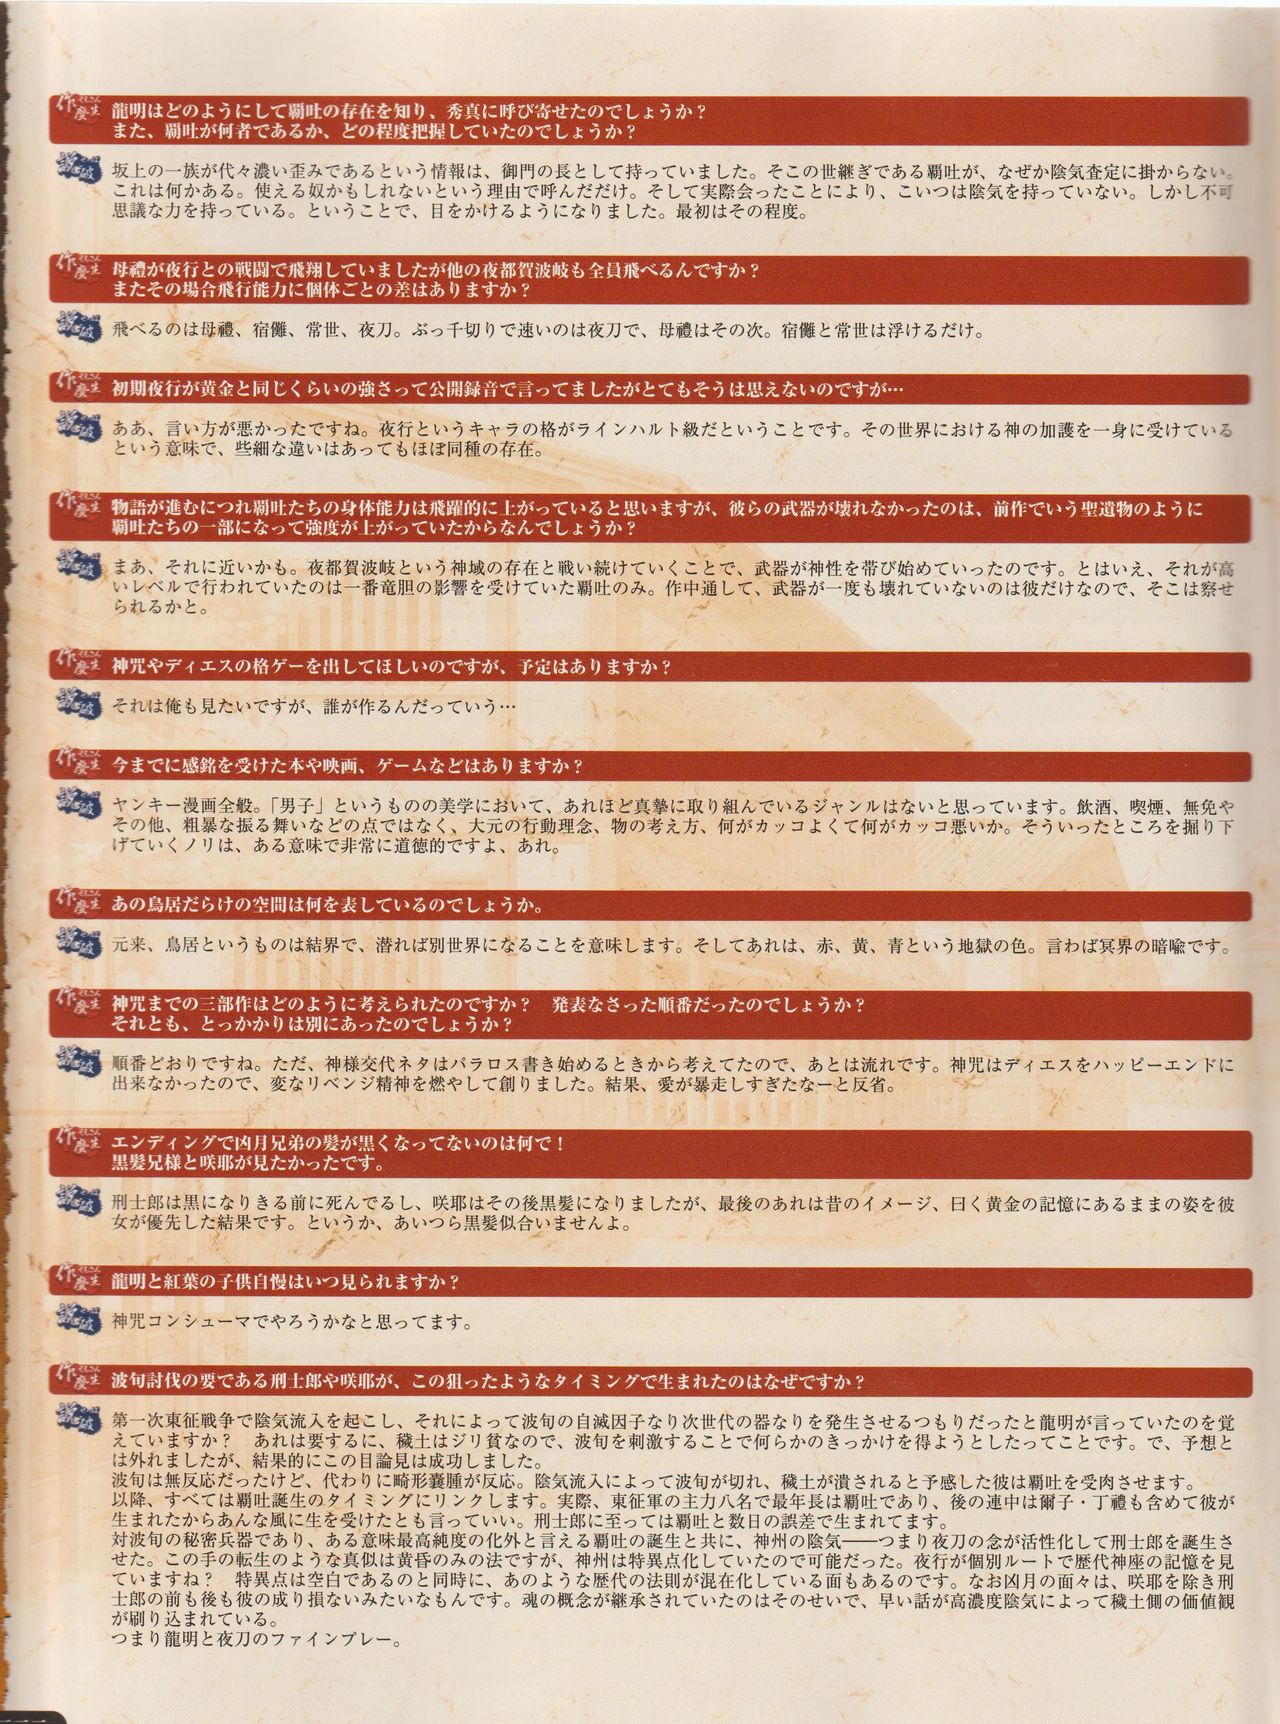 作麼生
龍明はどのようにして覇吐の存在を知り、秀真に呼び寄せたのでしょうか？
また、覇吐が何者であるか、どの程度把握していたのでしょうか？
説破
坂上の一族が代々濃い歪みであるという情報は、御門の長として持っていました。そこの世継ぎである覇吐が、なぜか陰気査定に掛からない。
これは何かある。使える奴かもしれないという理由で呼んだだけ。そして実際会ったことにより、こいつは陰気を持っていない。しかし不可
思議な力を持っている。ということで、目をかけるようになりました。最初はその程度。
作麼生
母禮が夜行との戦闘で飛翔していましたが他の夜都賀波岐も全員飛べるんですか？
またその場合飛行能力に個体ごとの差はありますか？
説破
飛べるのは母禮、宿儺、常世、夜刀。ぶっ千切りで速いのは夜刀で、母禮はその次。宿儺と常世は浮けるだけ。
作麼生
初期夜行が黄金と同じくらいの強さって公開録音で言ってましたがとてもそうは思えないのですが…
説破
ああ、言い方が悪かったですね。夜行というキャラの格がラインハルト級だということです。その世界における神の加護を一身に受けている
という意味で、些細な違いはあってもほぼ同種の存在。
作麼生
物語が進むにつれ覇吐たちの身体能力は飛躍的に上がっていると思いますが、彼らの武器が壊れなかったのは、前作でいう聖遺物のように
覇吐たちの一部になって強度が上がっていたからなんでしょうか？
説破
まあ、それに近いかも。夜都賀波岐という神域の存在と戦い続けていくことで、武器が神性を帯び始めていったのです。とはいえ、それが高
いレベルで行われていたのは一番竜胆の影響を受けていた覇吐のみ。作中通して、武器が一度も壊れていないのは彼だけなので、そこは察せ
られるかと。
作麼生
神咒やディエスの格ゲーを出してほしいのですが、予定はありますか？
説破
それは俺も見たいですが、誰が作るんだっていう…
作麼生
今までに感銘を受けた本や映画、ゲームなどはありますか？
説破
ヤンキー漫画全般。「男子」というものの美学において、あれほど真摯に取り組んでいるジャンルはないと思っています。飲酒、喫煙、無免や
その他、粗暴な振る舞いなどの点ではなく、大元の行動理念、物の考え方、何がカッコよくて何がカッコ悪いか。そういったところを掘り下
げていくノリは、ある意味で非常に道徳的ですよ、あれ。
作麼生
あの鳥居だらけの空間は何を表しているのでしょうか。
説破
元来、鳥居というものは結界で、潜れば別世界になることを意味します。そしてあれは、赤、黄、青という地獄の色。言わば冥界の暗喩です。
作麼生
神咒までの三部作はどのように考えられたのですか？　発表なさった順番だったのでしょうか？
それとも、とっかかりは別にあったのでしょうか？
説破
順番どおりですね。ただ、神様交代ネタはパラロス書き始めるときから考えてたので、あとは流れです。神咒はディエスをハッピーエンドに
出来なかったので、変なリベンジ精神を燃やして創りました。結果、愛が暴走しすぎたなーと反省。
作麼生
エンディングで凶月兄弟の髪が黒くなってないのは何で！
黒髪兄様と咲耶が見たかったです。
説破
刑士郎は黒になりきる前に死んでるし、咲耶はその後黒髪になりましたが、最後のあれは昔のイメージ、曰く黄金の記憶にあるままの姿を彼
女が優先した結果です。というか、あいつら黒髪似合いませんよ。
作麼生
龍明と紅葉の子供自慢はいつ見られますか？
説破
神咒コンシューマでやろうかなと思ってます。
作麼生
波旬討伐の要である刑士郎や咲耶が、この狙ったようなタイミングで生まれたのはなぜですか？
説破
第一次東征戦争で陰気流入を起こし、それによって波旬の自滅因子なり次世代の器なりを発生させるつもりだったと龍明が言っていたのを覚
えていますか？　あれは要するに、穢土はジリ貧なので、波旬を刺激することで何らかのきっかけを得ようとしたってことです。で、予想と
は外れましたが、結果的にこの目論見は成功しました。
波旬は無反応だったけど、代わりに畸形嚢腫が反応。陰気流入によって波旬が切れ、穢土が潰されると予感した彼は覇吐を受肉させます。
以降、すべては覇吐誕生のタイミングにリンクします。実際、東征軍の主力八名で最年長は覇吐であり、後の連中は爾子・丁禮も含めて彼が
生まれたからあんな風に生を受けたとも言っていい。刑士郎に至っては覇吐と数日の誤差で生まれてます。
対波旬の秘密兵器であり、ある意味最高純度の化外と言える覇吐の誕生と共に、神州の陰気――つまり夜刀の念が活性化して刑士郎を誕生さ
せた。この手の転生のような真似は黄昏のみの法ですが、神州は特異点化していたので可能だった。夜行が個別ルートで歴代神座の記憶を見
ていますね？　特異点は空白であるのと同時に、あのような歴代の法則が混在化している面もあるのです。なお凶月の面々は、咲耶を除き刑
士郎の前も後も彼の成り損ないみたいなもんです。魂の概念が継承されていたのはそのせいで、早い話が高濃度陰気によって穢土側の価値観
が刷り込まれている。
つまり龍明と夜刀のファインプレー。